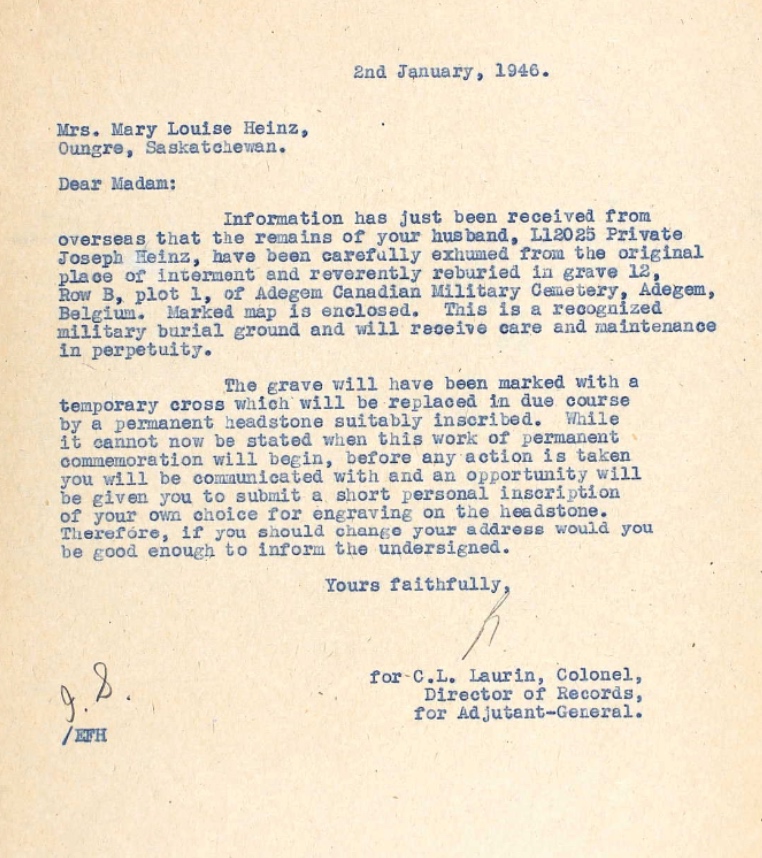 2nd January, 1946.
Mrs. Mary Louise Heinz,
Oungre, Saskatchewan.
Dear Madam:
Information has just been received from
overseas that the remains of your husband, L12025 Private
Joseph Heinz, have been carefully exhumed from the original
place of interment and reverently reburied in grave 12,
Row B, plot 1, of Adegem Canadian Military Cemetery, Adegem,
Belgium. Marked map is enclosed. This is a recognized
military burial ground and will receive care and maintenance
in perpetuity.
The grave will have been marked with a
temporary cross which will be replaced in due course
by a permanent headstone suitably inscribed. While
it cannot now be stated when this work of permanent
commemoration will begin, before any action is taken
you will be communicated with and an opportunity will
be given you to submit a short personal inscription
of your own choice for engraving on the headstone.
Therefore, if you should change your address would you
be good enough to inform the undersigned.
Yours faithfully,
for C.L. Laurin, Colonel,
Director of Records,
for Adjutant-General.
/EFH